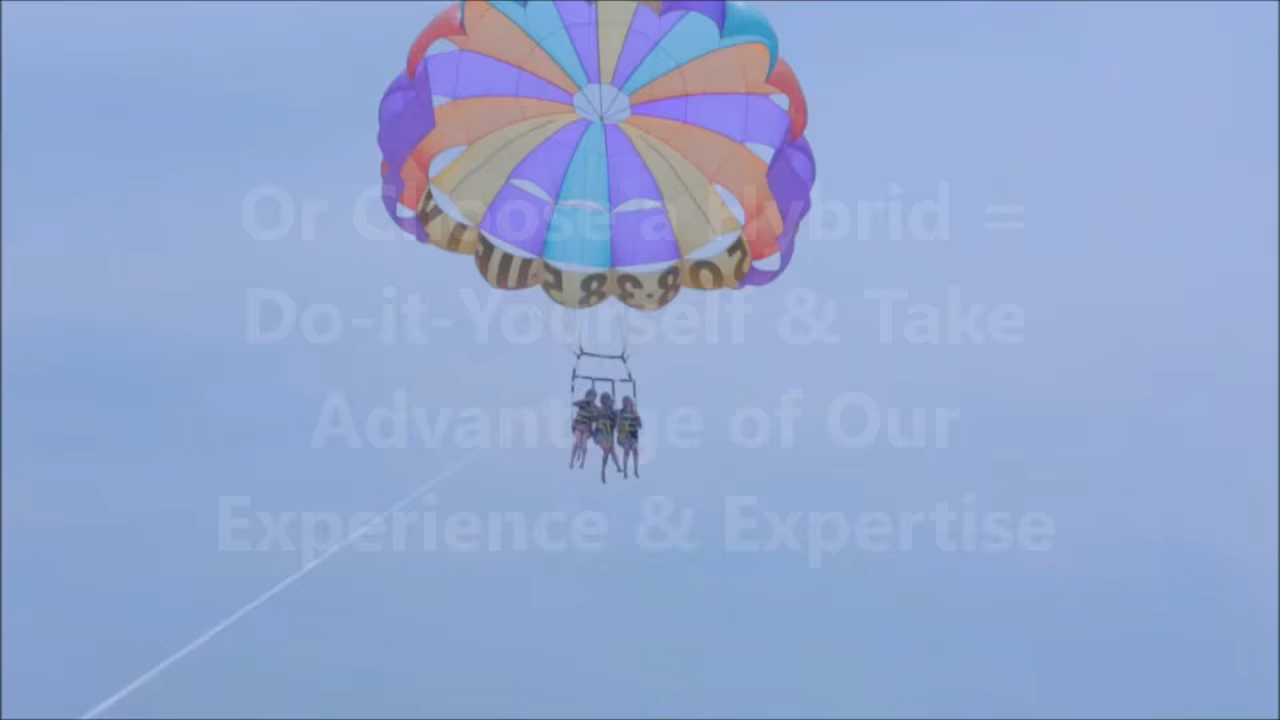 Or Choose a Hybrid =
Do-it-Yourself & Take
Advantage of Our
Experience & Expertise